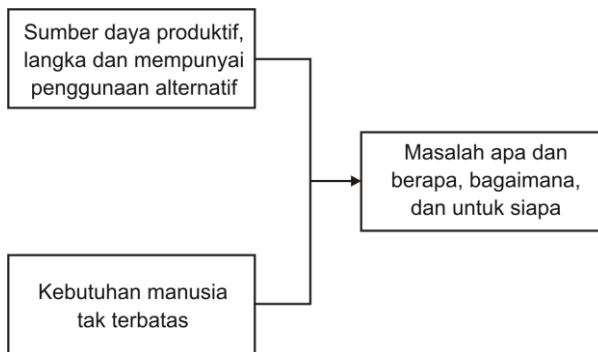 Sumber daya produktif,
langka dan mempunyai
penggunaan alternatif
Masalah apa dan
berapa, bagaimana,
dan untuk siapa
Kebutuhan manusia
tak terbatas